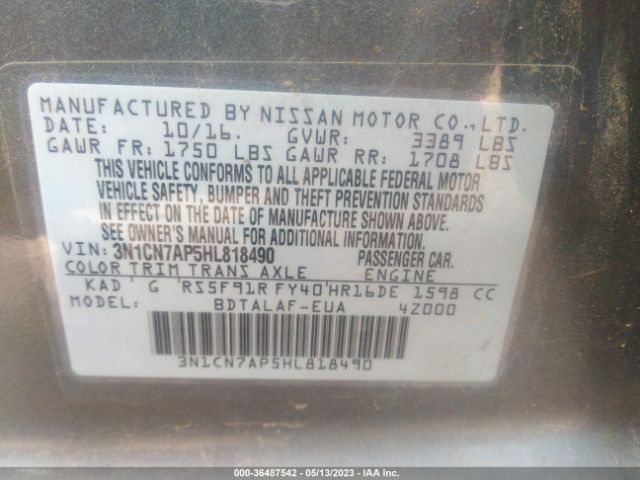 MANUFACTURED BY NISSAN MOTOR CO.,LTD.
DATE: 10/16. GVWR: 3389 LBS
GAWR FR: 1750 LBS GAWR RR: 1708 LBS
THIS VEHICLE CONFORMS TO ALL APPLICABLE FEDERAL MOTOR
VEHICLE SAFETY, BUMPER AND THEFT PREVENTION STANDARDS
IN EFFECT ON THE DATE OF MANUFACTURE SHOWN ABOVE.
SEE OWNER'S MANUAL FOR ADDITIONAL INFORMATION.
VIN: 3N1CN7AP5HL818490 PASSENGER CAR.
COLOR TRIM TRANS AXLE ENGINE
KAD G RS5F91R FY40 HR16DE 1598 CC
MODEL: BDTALAF-EUA 4Z000
3N1CN7AP5HL818490
000-36487542 - 05/13/2023 - IAA Inc.